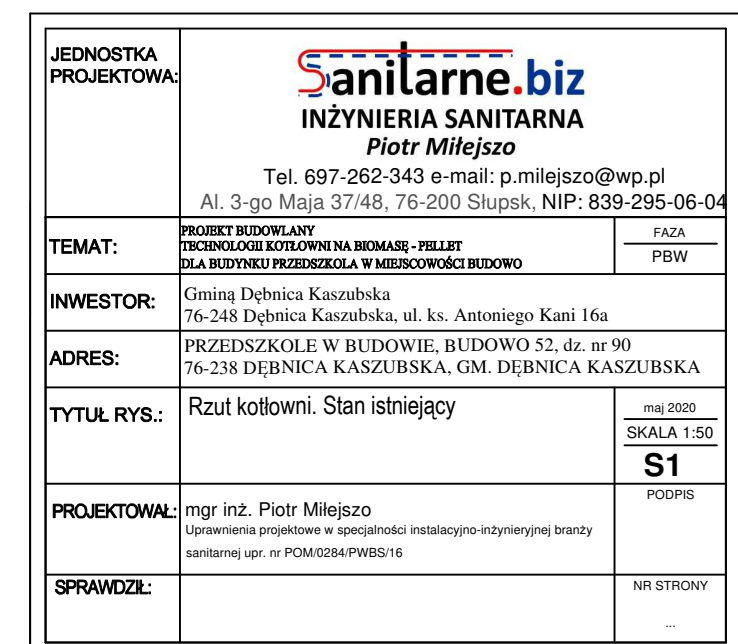 JEDNOSTKA
PROJEKTOWA:
Sanitarne.biz
INŻYNIERIA SANITARNA
Piotr Miłejszo
Tel. 697-262-343 e-mail: p.milejszo@wp.pl
Al. 3-go Maja 37/48, 76-200 Słupsk, NIP: 839-295-06-04
TEMAT:
PROJEKT BUDOWLANY
TECHNOLOGII KOTŁOWNI NA BIOMASĘ - PELLET
DLA BUDYNKU PRZEDSZKOLA W MIEJSCOWOŚCI BUDOWO
FAZA
PBW
INWESTOR:
Gminą Dębnica Kaszubska
76-248 Dębnica Kaszubska, ul. ks. Antoniego Kani 16a
ADRES:
PRZEDSZKOLE W BUDOWIE, BUDOWO 52, dz. nr 90
76-238 DĘBNICA KASZUBSKA, GM. DĘBNICA KASZUBSKA
TYTUŁ RYS.:
Rzut kotłowni. Stan istniejący
maj 2020
SKALA 1:50
S1
PROJEKTOWAŁ:
mgr inż. Piotr Miłejszo
Uprawnienia projektowe w specjalności instalacyjno-inżynieryjnej branży
sanitarnej upr. nr POM/0284/PWBS/16
PODPIS
SPRAWDZIŁ:
NR STRONY
...